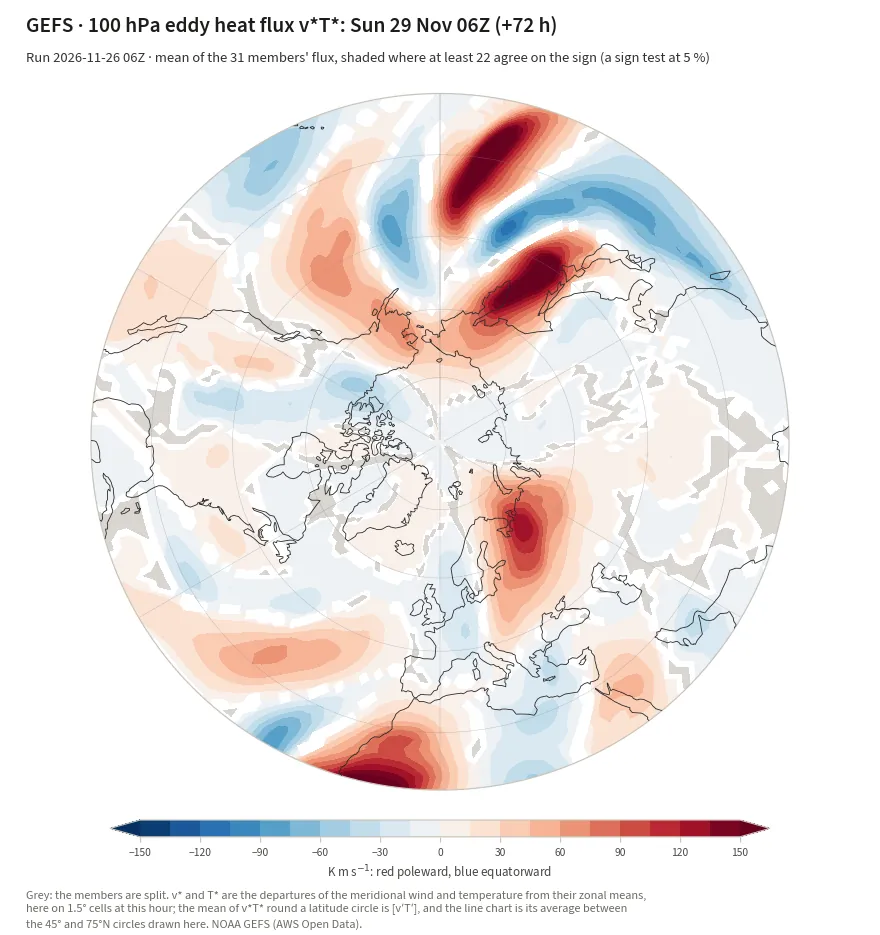 GEFS · 100 hPa eddy heat flux v*T*: Sun 29 Nov 06Z (+72 h)
Run 2026-11-26 06Z · mean of the 31 members' flux, shaded where at least 22 agree on the sign (a sign test at 5 %)
−150 −120 −90 −60 −30 0 30 60 90 120 150
K m s⁻¹: red poleward, blue equatorward
Grey: the members are split. v* and T* are the departures of the meridional wind and temperature from their zonal means,
here on 1.5° cells at this hour; the mean of v*T* round a latitude circle is [v'T'], and the line chart is its average between
the 45° and 75°N circles drawn here. NOAA GEFS (AWS Open Data).